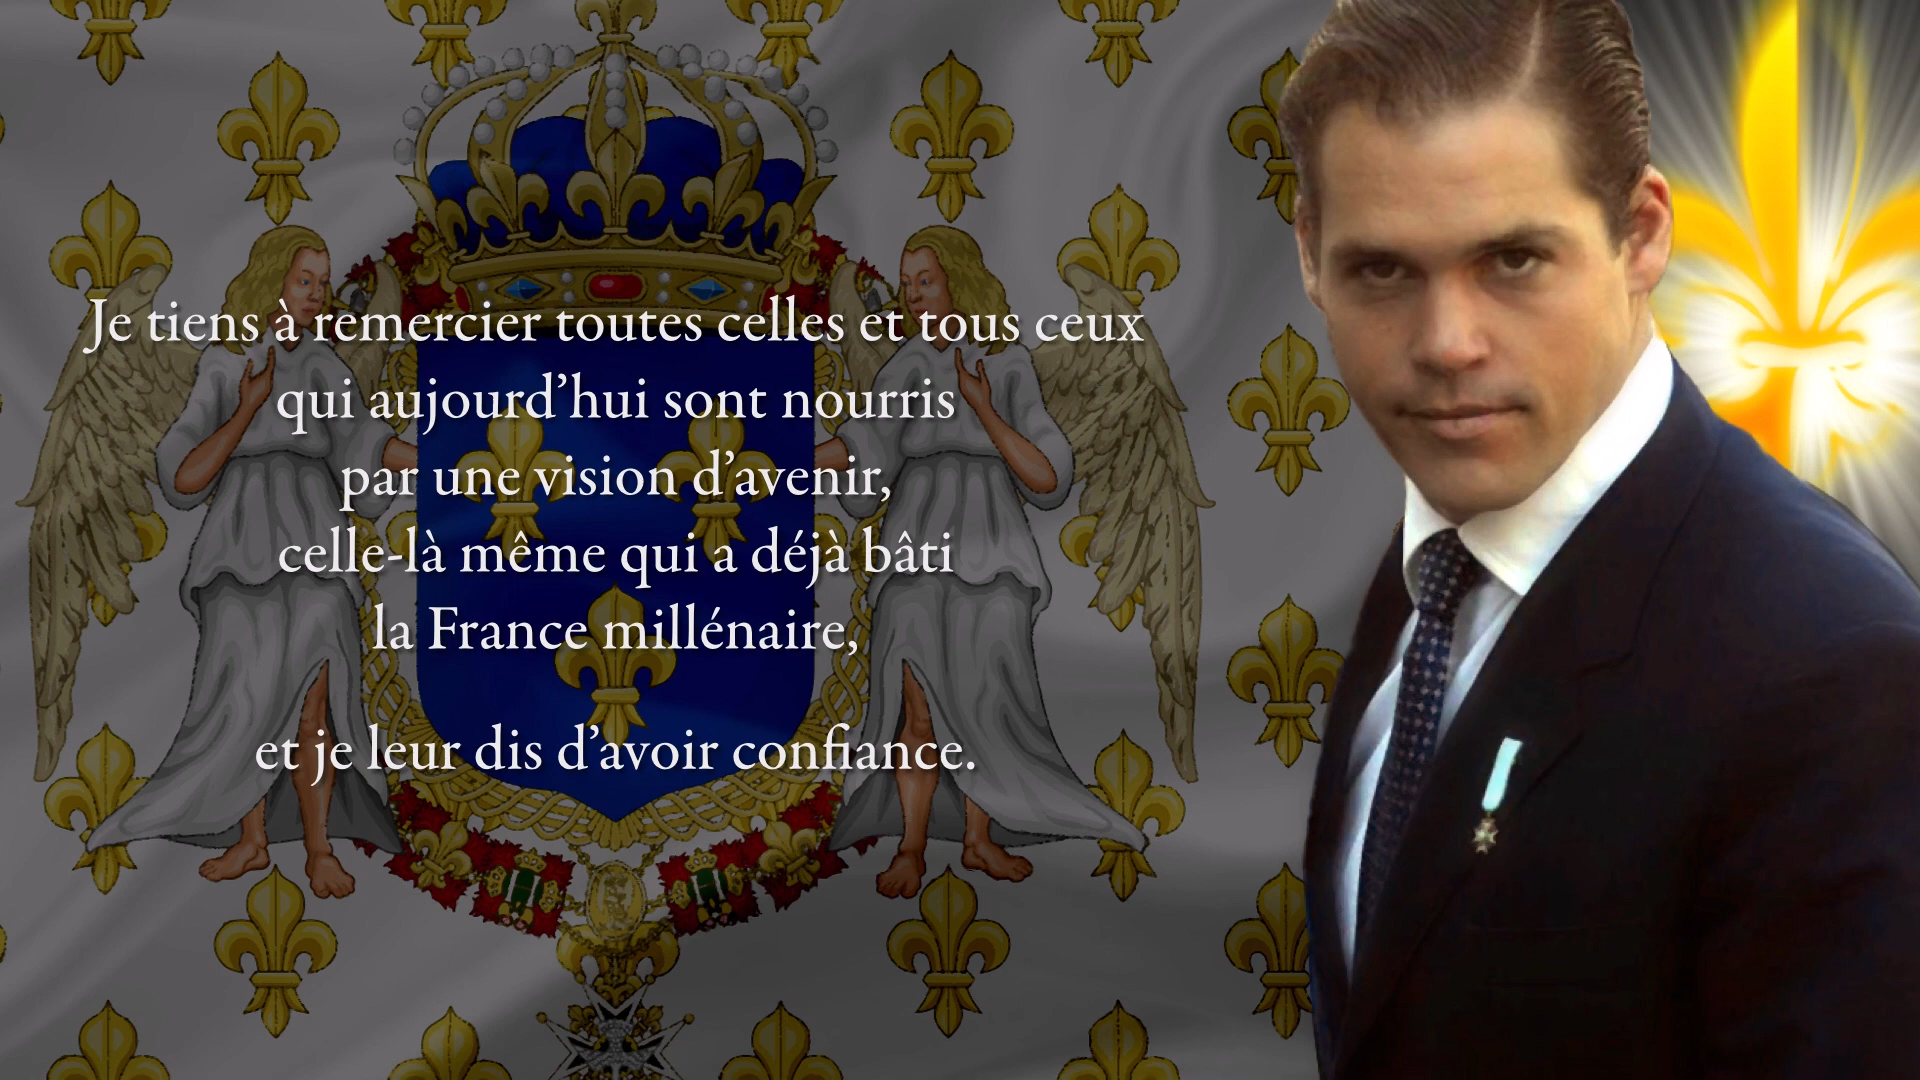 Je tiens à remercier toutes celles et tous ceux
qui aujourd’hui sont nourris
par une vision d’avenir,
celle-là même qui a déjà bâti
la France millénaire,
et je leur dis d’avoir confiance.